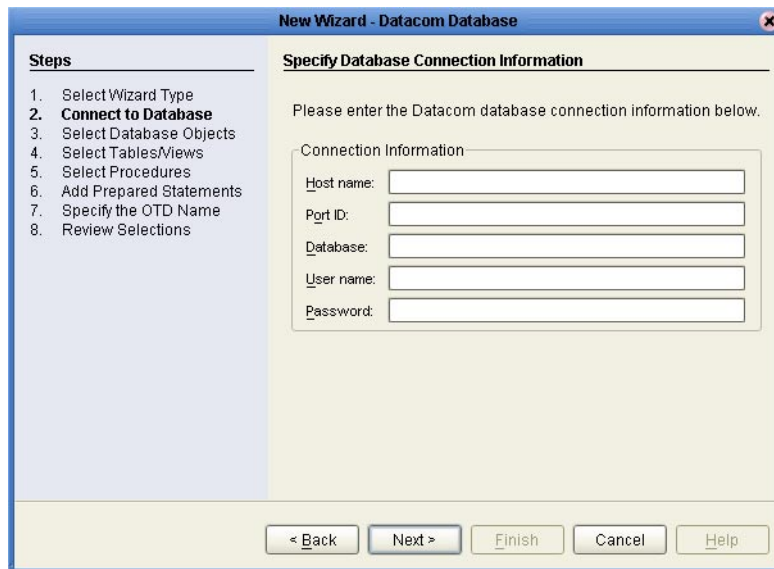 New Wizard - Datacom Database
Steps
1. Select Wizard Type
2. Connect to Database
3. Select Database Objects
4. Select Tables/Views
5. Select Procedures
6. Add Prepared Statements
7. Specify the OTD Name
8. Review Selections
Specify Database Connection Information
Please enter the Datacom database connection information below.
Connection Information
Host name:
Port ID:
Database:
User name:
Password:
< Back
Next >
Finish
Cancel
Help